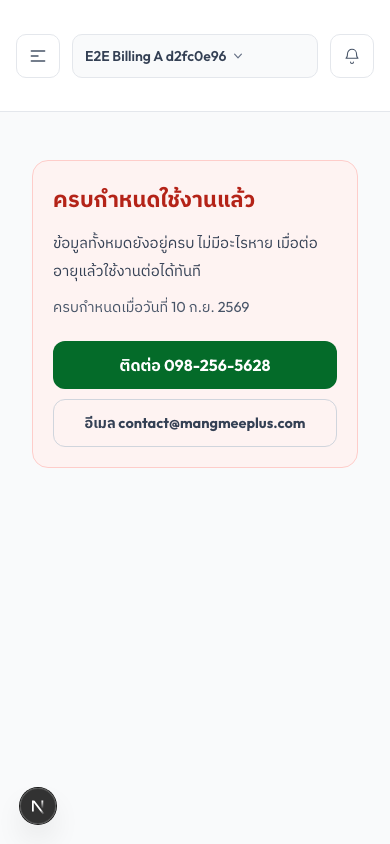 E2E Billing A d2fc0e96
ครบกำหนดใช้งานแล้ว
ข้อมูลทั้งหมดยังอยู่ครบ ไม่มีอะไรหาย เมื่อต่อ
อายุแล้วใช้งานต่อได้ทันที
ครบกำหนดเมื่อวันที่ 10 ก.ย. 2569
ติดต่อ 098-256-5628
อีเมล contact@mangmeeplus.com
N